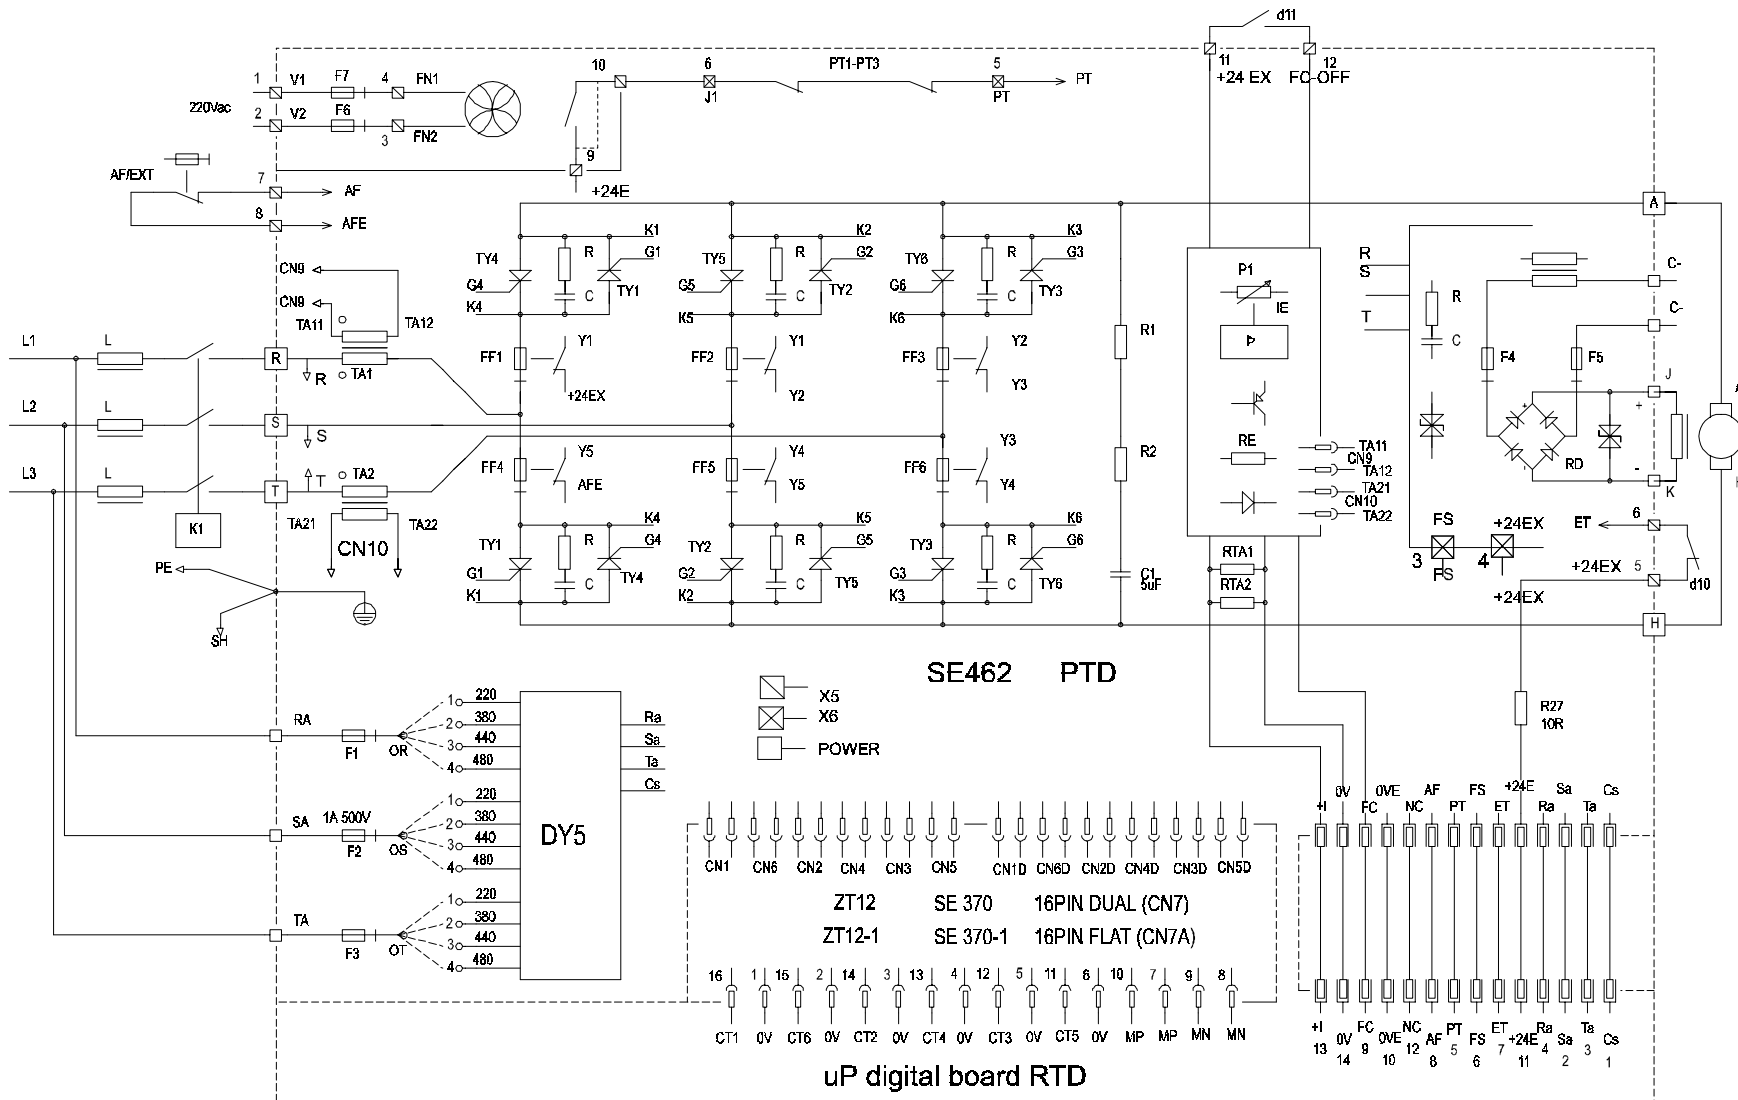 d11
11 12
+24 EX FC-OFF
1 V1 F7 4 FN1
220Vac
2 V2 F6 3 FN2
10 6 PT1-PT3 5 PT
J1 PT
9
+24E
AF/EXT 7 AF
8 AFE
A
K1 K2 K3
TY4 R G1 TY5 R G2 TY6 R G3
G4 C TY1 G5 C TY2 G6 C TY3
K4 K5 K6
CN9
CN9
TA11 TA12
L1 L R R TA1
L2 L S S
L3 L T T TA2
TA21 TA22
K1 CN10
PE
SH
FF1 Y1 FF2 Y1 FF3 Y2
+24EX Y2 Y3
FF4 Y5 FF5 Y4 FF6 Y3
AFE Y5 Y4
K4 K5 K6
TY1 R G4 TY2 R G5 TY3 R G6
G1 C TY4 G2 C TY5 G3 C TY6
K1 K2 K3
R1
R2
C1
5uF
P1
IE
RE
TA11
CN9
TA12
TA21
CN10
TA22
RTA1
RTA2
R
S
T
R
C
C-
C-
F4 F5
J
+ +
- RD -
K
A
H
FS +24EX ET 6
3 4
FS +24EX
+24EX 5
d10
H
SE462 PTD
X5
X6
POWER
R27
10R
RA F1 OR
1 220
2 380
3 440
4 480
SA 1A 500V F2 OS
1 220
2 380
3 440
4 480
TA F3 OT
1 220
2 380
3 440
4 480
DY5
Ra
Sa
Ta
Cs
CN1 CN6 CN2 CN4 CN3 CN5 CN1D CN6D CN2D CN4D CN3D CN5D
ZT12 SE 370 16PIN DUAL (CN7)
ZT12-1 SE 370-1 16PIN FLAT (CN7A)
16 1 15 2 14 3 13 4 12 5 11 6 10 7 9 8
CT1 0V CT6 0V CT2 0V CT4 0V CT3 0V CT5 0V MP MP MN MN
uP digital board RTD
+I 0V FC 0VE NC AF PT FS ET +24E Ra Sa Ta Cs
+I 0V FC 0VE NC AF PT FS ET +24E Ra Sa Ta Cs
13 14 9 10 12 8 5 6 7 11 4 2 3 1